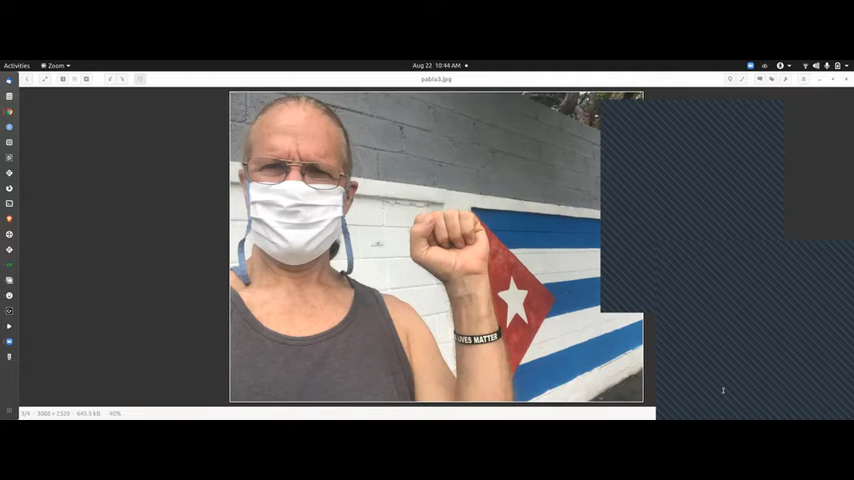 Activities
Zoom
Aug 22 10:44 AM
pablo3.jpg
LIVES MATTER
3/4
3088 × 2320
649.5 kB
40%